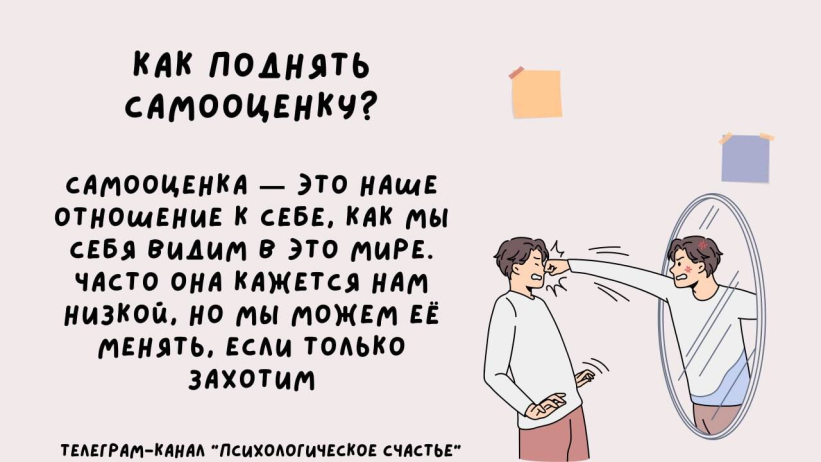 КАК ПОДНЯТЬ
САМООЦЕНКУ?
САМООЦЕНКА — ЭТО НАШЕ
ОТНОШЕНИЕ К СЕБЕ, КАК МЫ
СЕБЯ ВИДИМ В ЭТО МИРЕ.
ЧАСТО ОНА КАЖЕТСЯ НАМ
НИЗКОЙ, НО МЫ МОЖЕМ ЕЁ
МЕНЯТЬ, ЕСЛИ ТОЛЬКО
ЗАХОТИМ
ТЕЛЕГРАМ-КАНАЛ "ПСИХОЛОГИЧЕСКОЕ СЧАСТЬЕ"